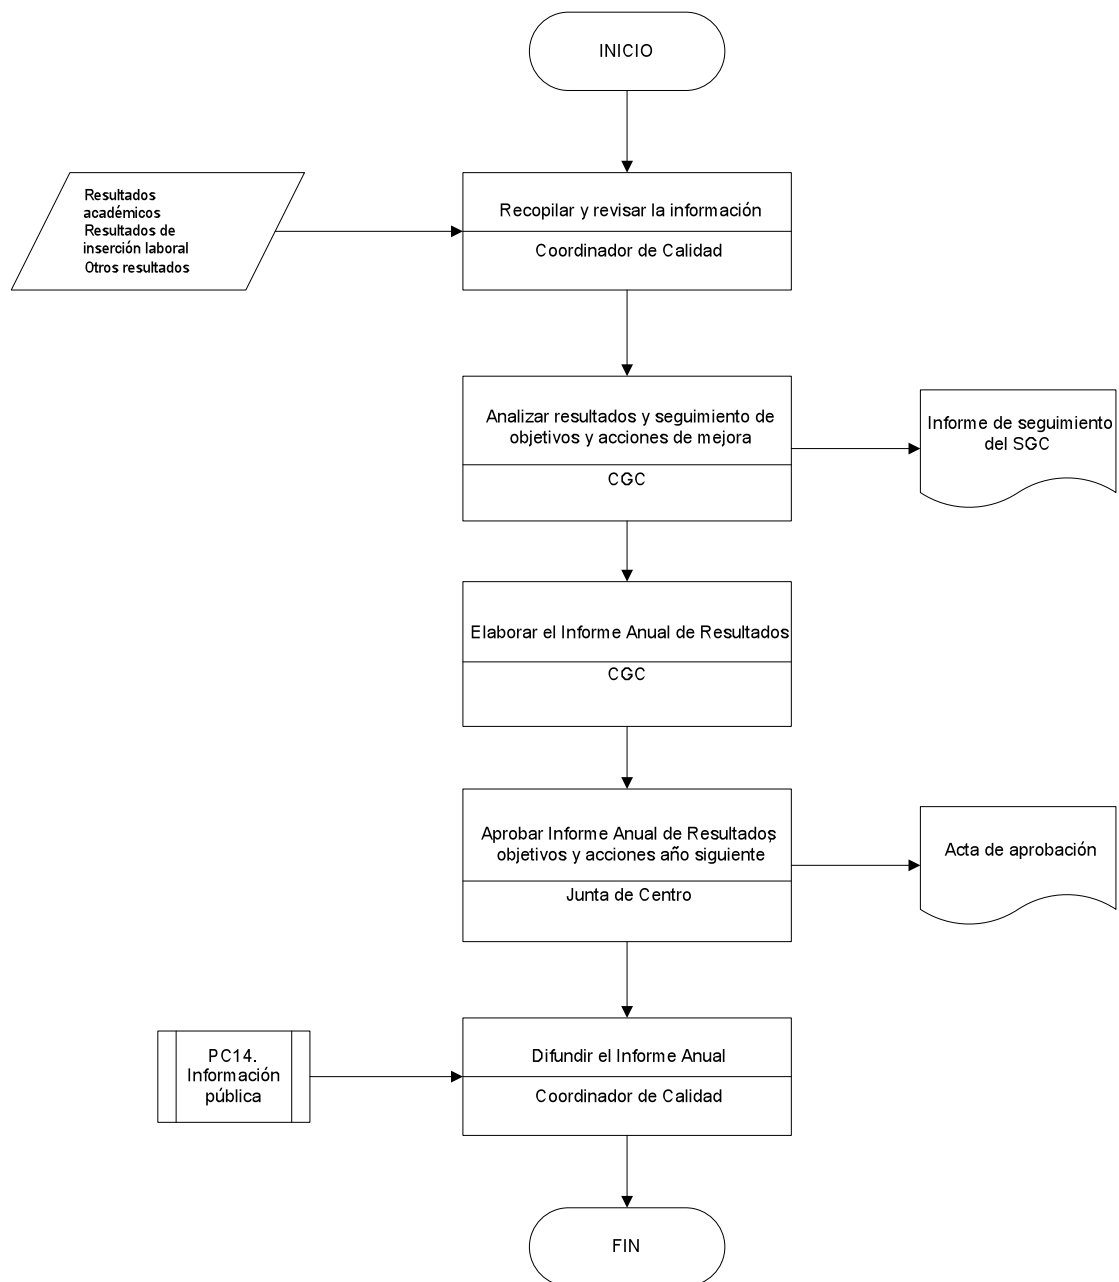 INICIO
Resultados
académicos
Resultados de
inserción laboral
Otros resultados
Recopilar y revisar la información
Coordinador de Calidad
Analizar resultados y seguimiento de
objetivos y acciones de mejora
CGC
Informe de seguimiento
del SGC
Elaborar el Informe Anual de Resultados
CGC
Aprobar Informe Anual de Resultados,
objetivos y acciones año siguiente
Junta de Centro
Acta de aprobación
PC14.
Información
pública
Difundir el Informe Anual
Coordinador de Calidad
FIN